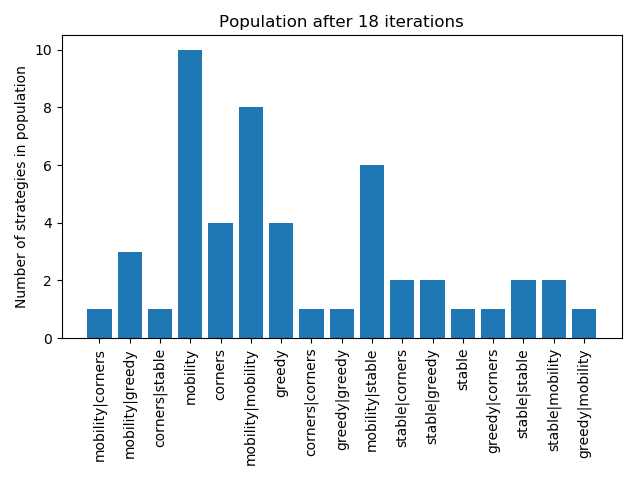 Population after 18 iterations
Number of strategies in population
10
8
6
4
2
0
mobility|corners
mobility|greedy
corners|stable
mobility
corners
mobility|mobility
greedy
corners|corners
greedy|greedy
mobility|stable
stable|corners
stable|greedy
stable
greedy|corners
stable|stable
stable|mobility
greedy|mobility